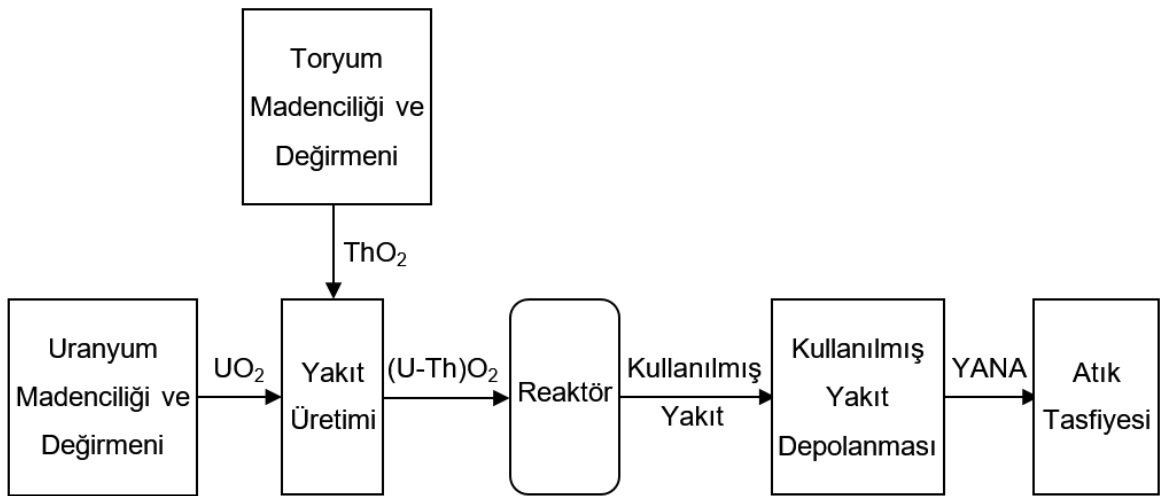 Toryum
Madenciliği ve
Değirmeni
ThO₂
Uranyum
Madenciliği ve
Değirmeni
UO₂
Yakıt
Üretimi
(U-Th)O₂
Reaktör
Kullanılmış
Yakıt
Kullanılmış
Yakıt
Depolanması
YANA
Atık
Tasfiyesi